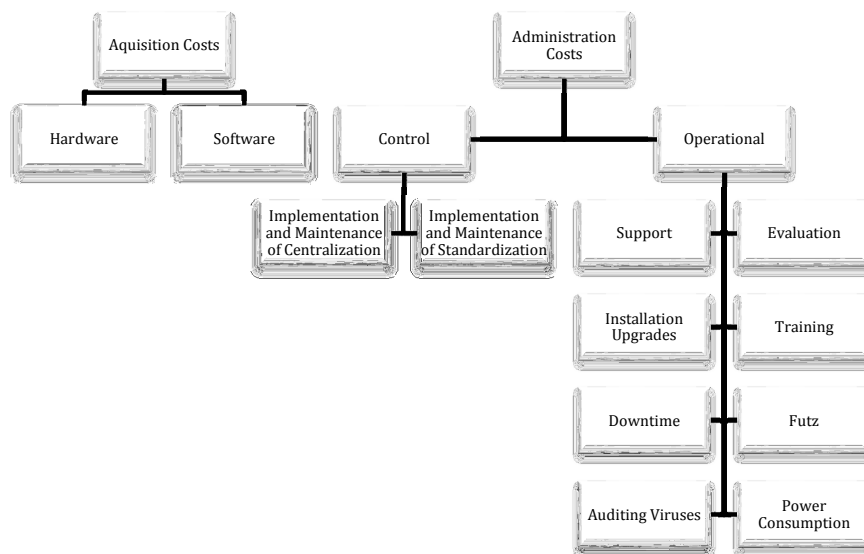 Aquisition Costs
Administration
Costs
Hardware
Software
Control
Operational
Implementation
and Maintenance
of Centralization
Implementation
and Maintenance
of Standardization
Support
Evaluation
Installation
Upgrades
Training
Downtime
Futz
Auditing Viruses
Power
Consumption